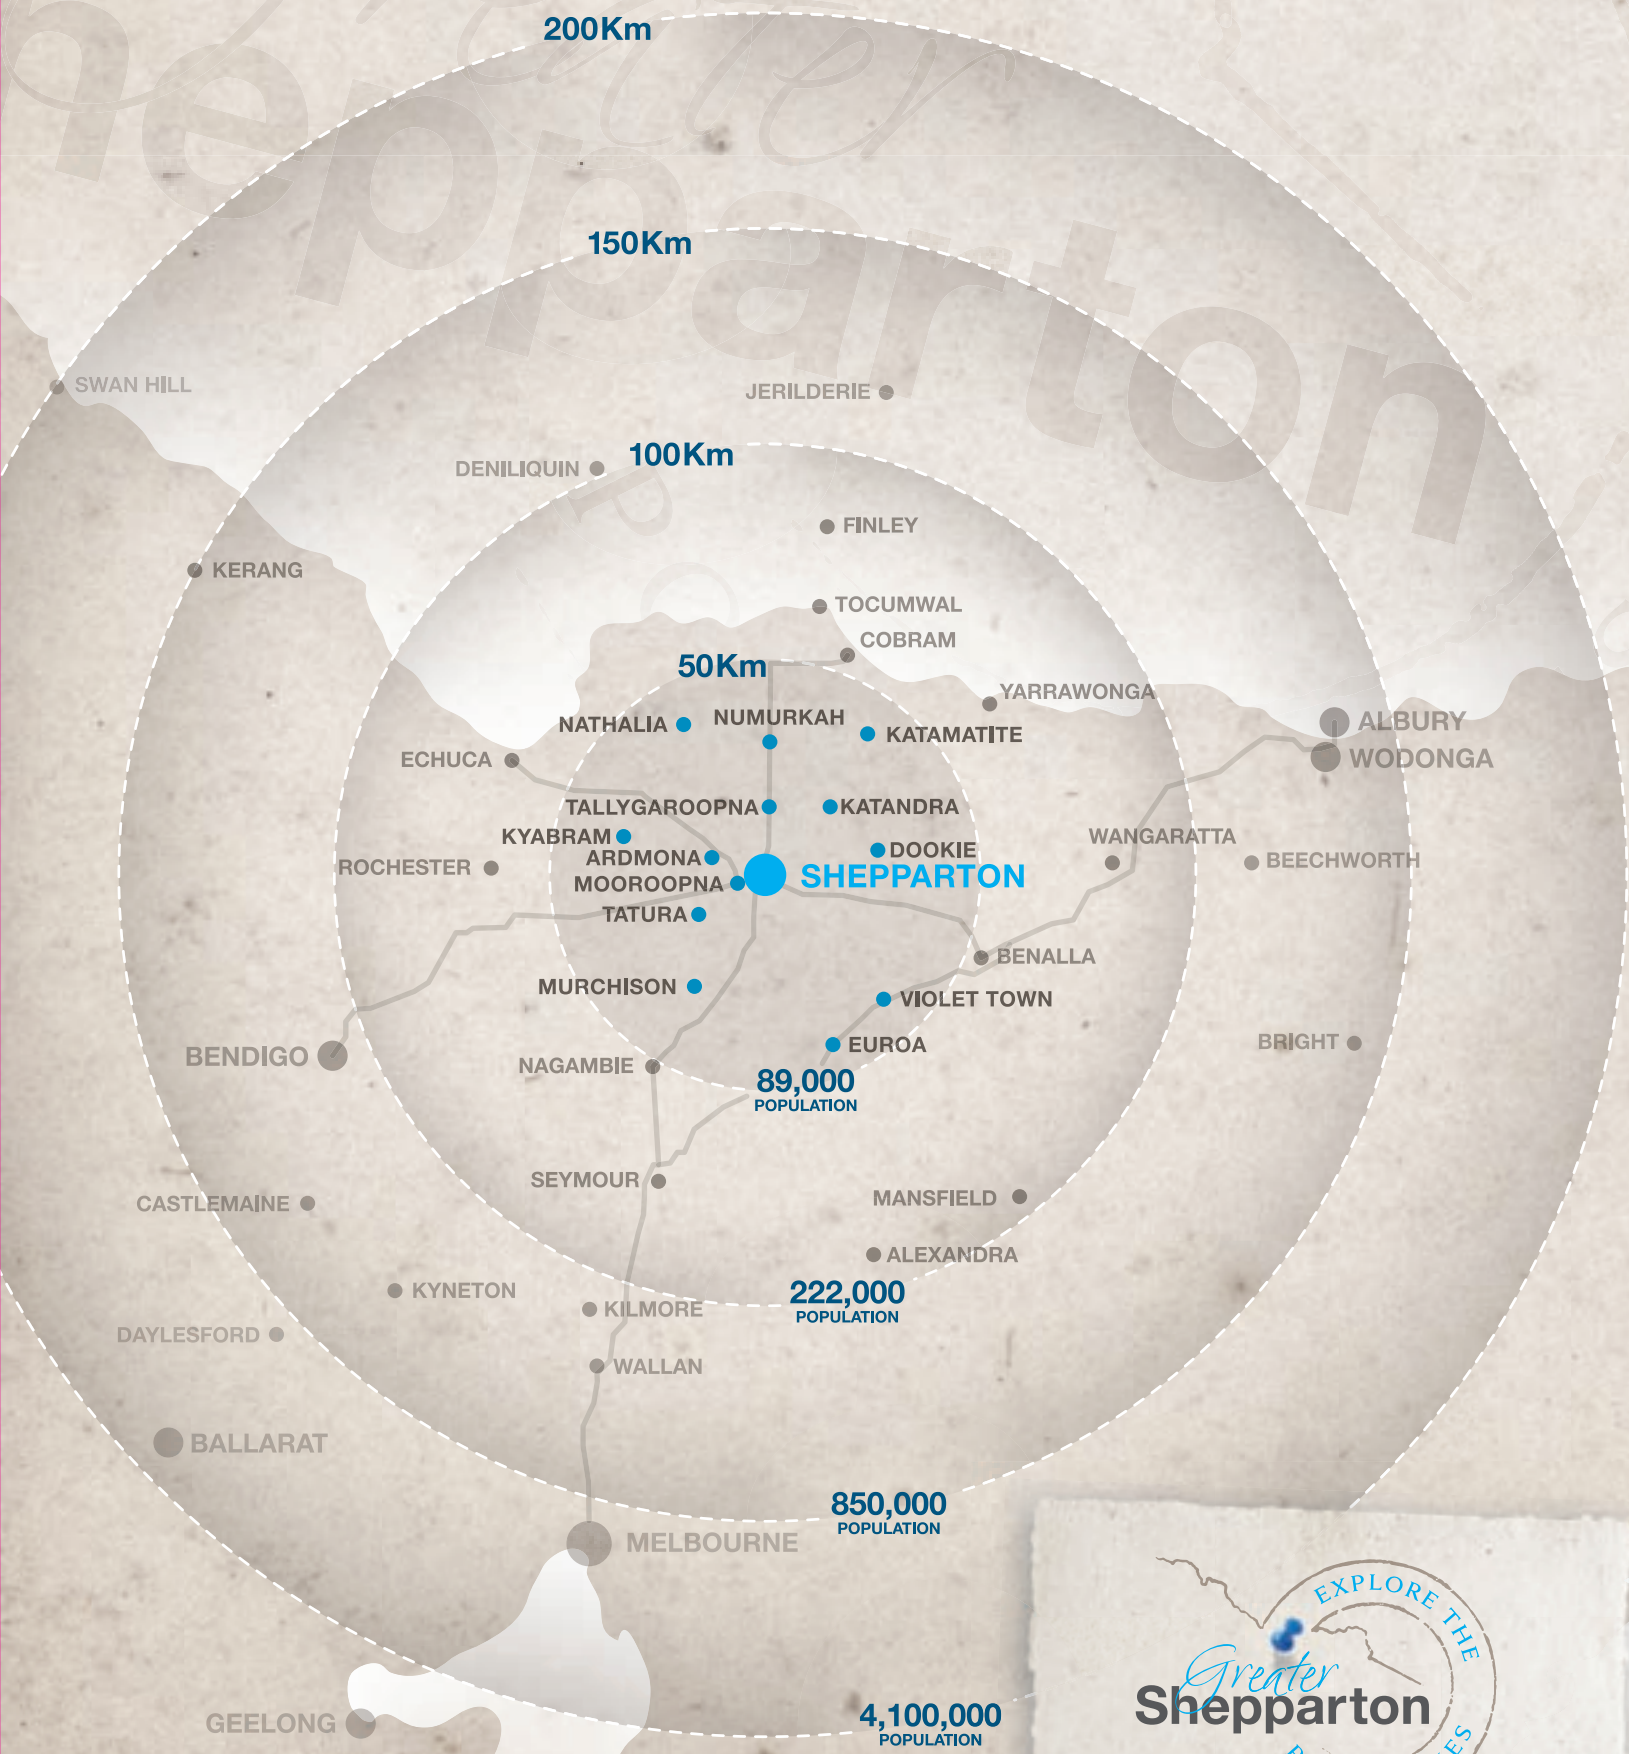 200Km
150Km
SWAN HILL
JERILDERIE
100Km
DENILIQUIN
FINLEY
KERANG
TOCUMWAL
COBRAM
50Km
YARRAWONGA
NATHALIA
NUMURKAH
KATAMATITE
ALBURY
ECHUCA
WODONGA
TALLYGAROOPNA
KATANDRA
KYABRAM
WANGARATTA
ARDMONA
DOOKIE
BEECHWORTH
ROCHESTER
MOOROOPNA
SHEPPARTON
TATURA
BENALLA
MURCHISON
VIOLET TOWN
EUROA
BRIGHT
BENDIGO
NAGAMBIE
89,000
POPULATION
SEYMOUR
MANSFIELD
CASTLEMAINE
ALEXANDRA
KYNETON
222,000
POPULATION
KILMORE
DAYLESFORD
WALLAN
BALLARAT
850,000
POPULATION
MELBOURNE
EXPLORE THE
Greater
Shepparton
GEELONG
4,100,000
POPULATION